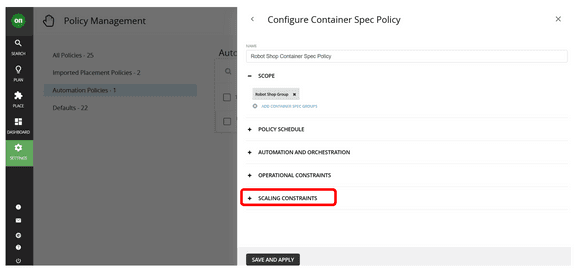 on
SEARCH
PLAN
PLACE
DASHBOARD
SETTINGS
Policy Management
All Policies - 25
Imported Placement Policies - 2
Automation Policies - 1
Defaults - 22
Auto
Configure Container Spec Policy
NAME
Robot Shop Container Spec Policy
SCOPE
Robot Shop Group
ADD CONTAINER SPEC GROUPS
POLICY SCHEDULE
AUTOMATION AND ORCHESTRATION
OPERATIONAL CONSTRAINTS
SCALING CONSTRAINTS
SAVE AND APPLY